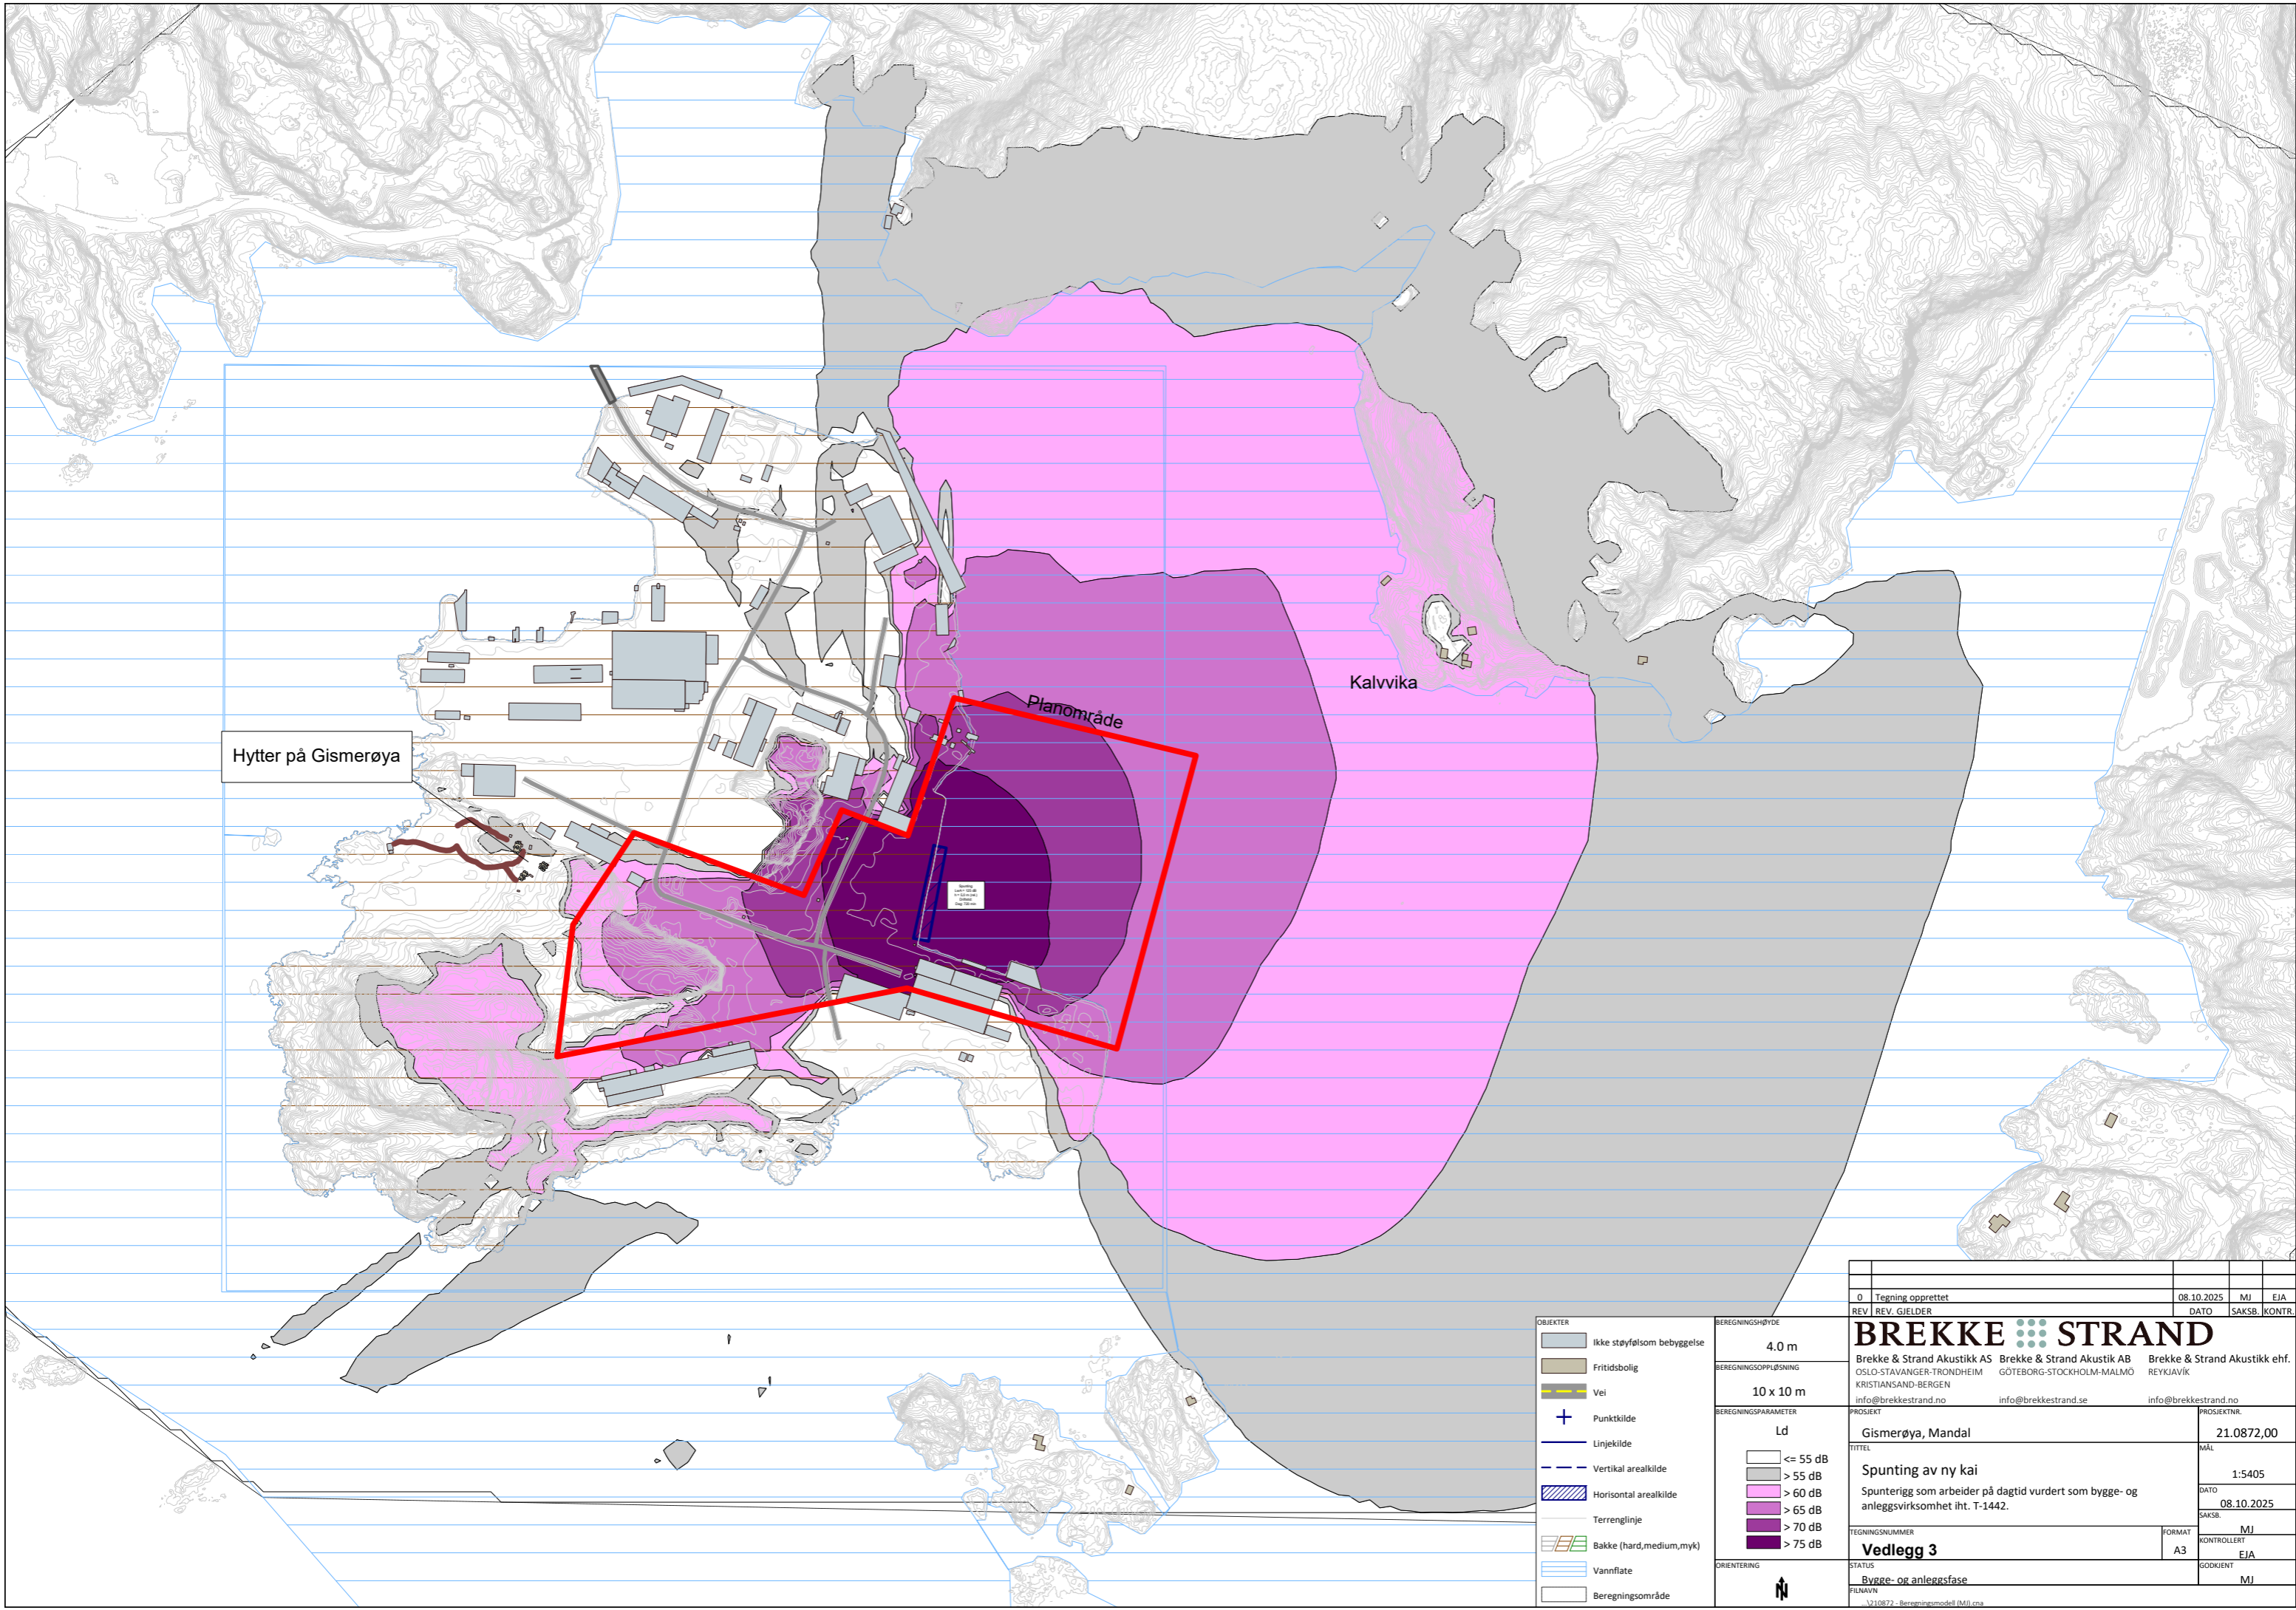 Planområde
Kalvvika
Hytter på Gismerøya
Spunting
OBJEKTER
Ikke støyfølsom bebyggelse
Fritidsbolig
Vei
Punktkilde
Linjekilde
Vertikal arealkilde
Horisontal arealkilde
Terrenglinje
Bakke (hard,medium,myk)
Vannflate
Beregningsområde
BEREGNINGSHØYDE
4.0 m
BEREGNINGSOPPLØSNING
10 x 10 m
BEREGNINGSPARAMETER
Ld
<= 55 dB
> 55 dB
> 60 dB
> 65 dB
> 70 dB
> 75 dB
ORIENTERING
N
0 Tegning opprettet 08.10.2025 MJ EJA
REV REV. GJELDER DATO SAKSB. KONTR.
BREKKE STRAND
Brekke & Strand Akustikk AS Brekke & Strand Akustik AB Brekke & Strand Akustikk ehf.
OSLO-STAVANGER-TRONDHEIM GÖTEBORG-STOCKHOLM-MALMÖ REYKJAVÍK
KRISTIANSAND-BERGEN
info@brekkestrand.no info@brekkestrand.se info@brekkestrand.no
PROSJEKT
Gismerøya, Mandal
PROSJEKTNR.
21.0872,00
TITTEL
Spunting av ny kai
Spunterigg som arbeider på dagtid vurdert som bygge- og
anleggsvirksomhet iht. T-1442.
MÅL
1:5405
DATO
08.10.2025
SAKSB.
MJ
TEGNINGSNUMMER
Vedlegg 3
FORMAT
A3
KONTROLLERT
EJA
STATUS
Bygge- og anleggsfase
GODKJENT
MJ
FILNAVN
...\210872 - Beregningsmodell (MJ).cna